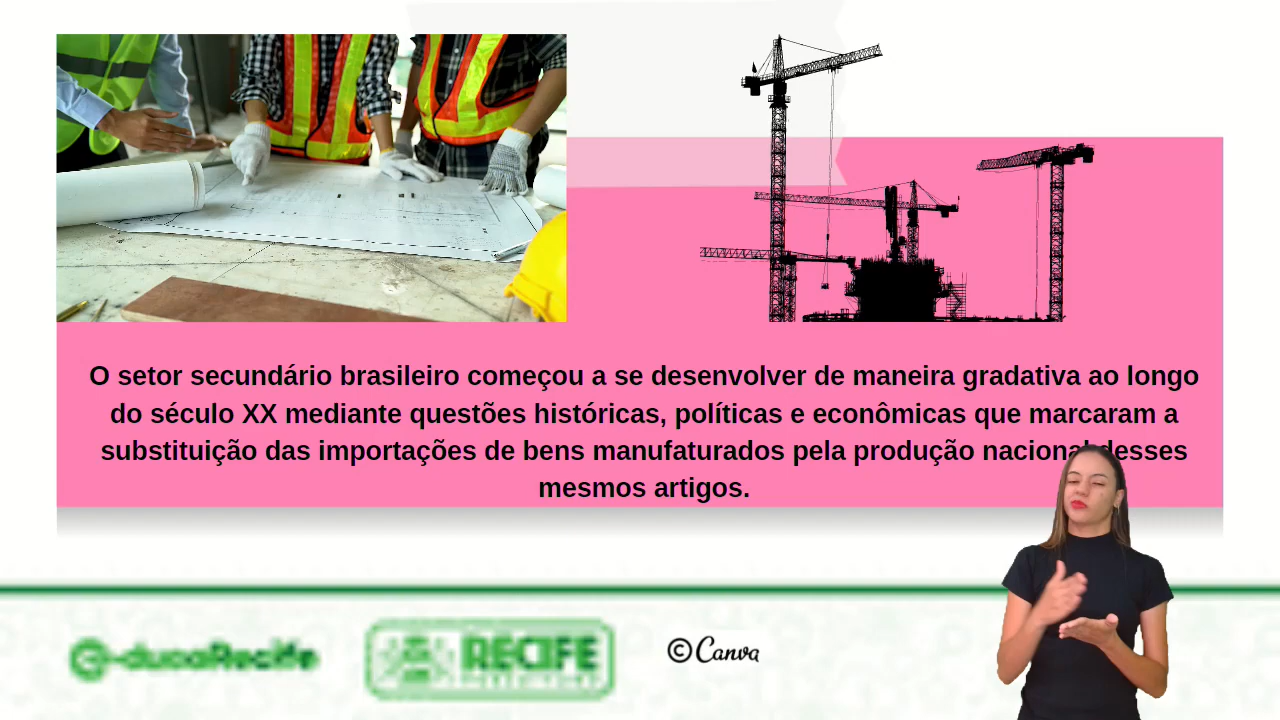 O setor secundário brasileiro começou a se desenvolver de maneira gradativa ao longo
do século XX mediante questões históricas, políticas e econômicas que marcaram a
substituição das importações de bens manufaturados pela produção nacional desses
mesmos artigos.
RECIFE
©Canva